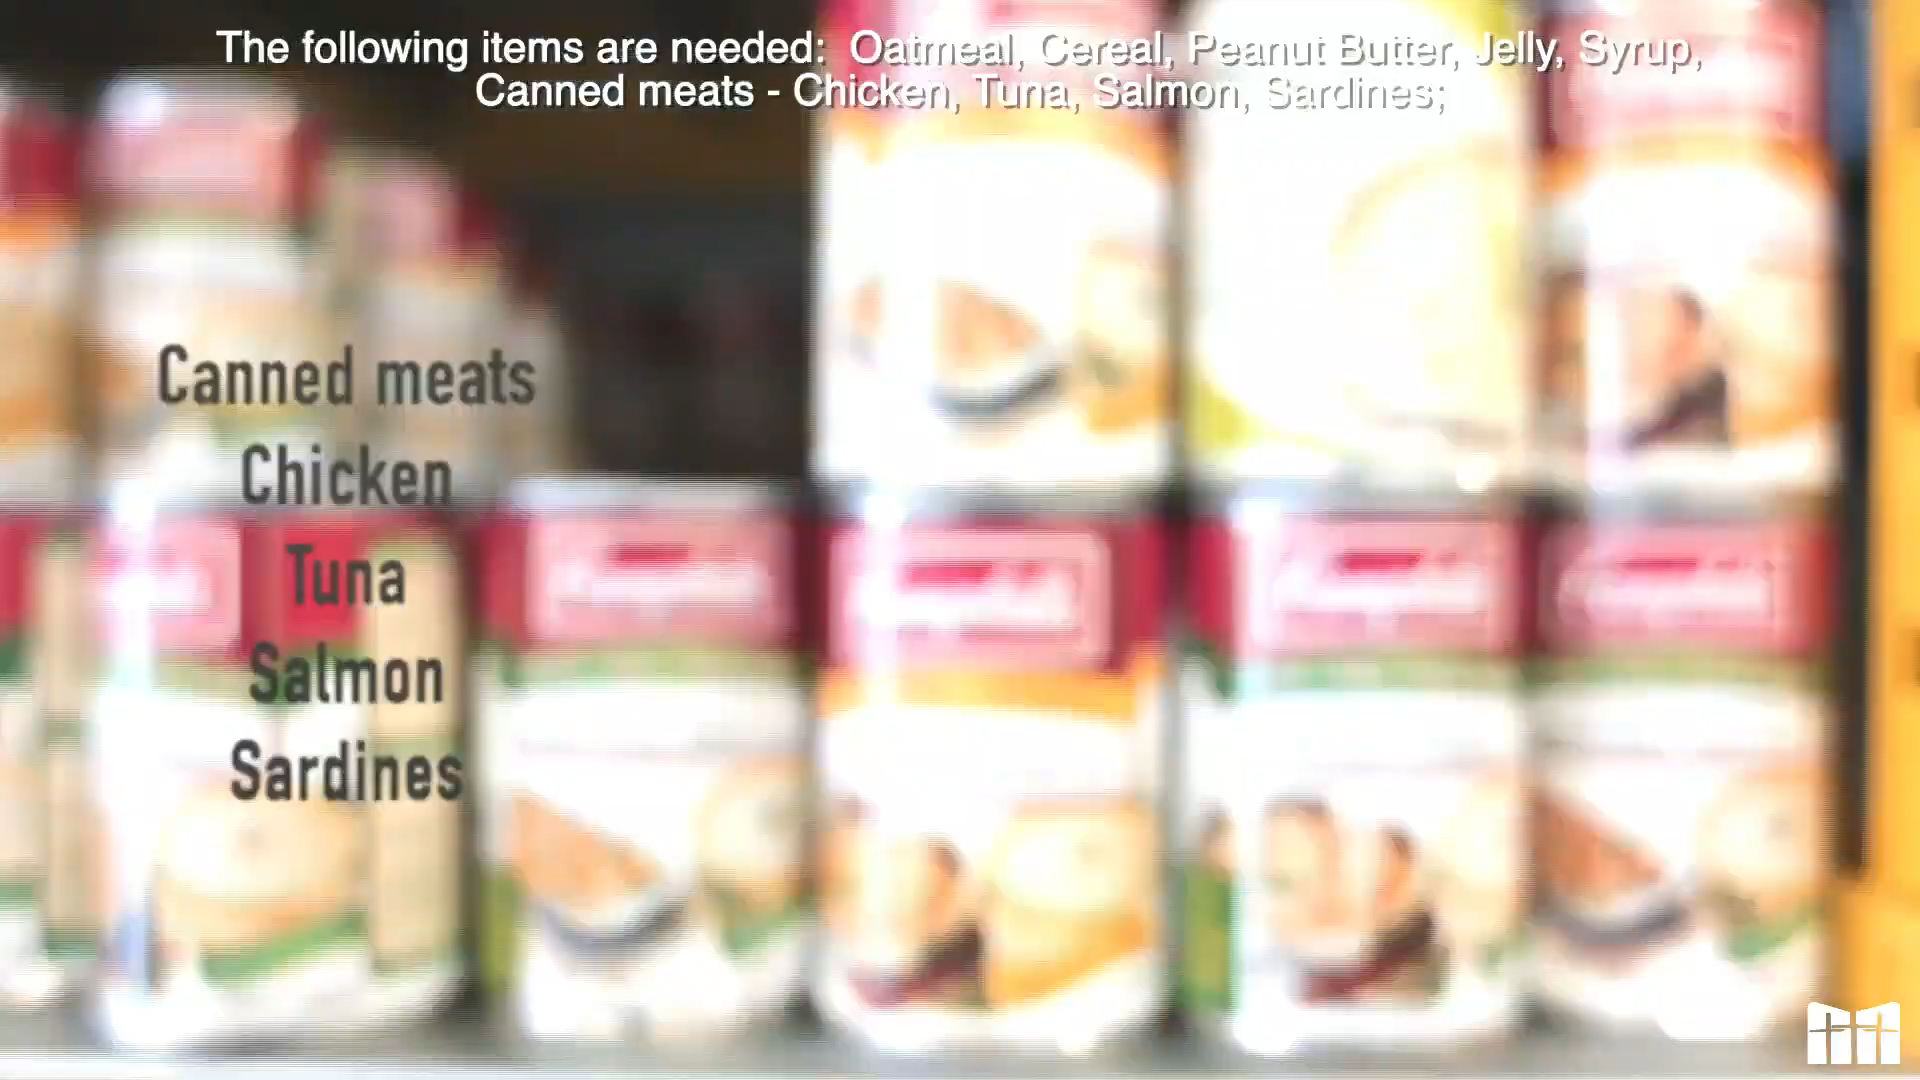 The following items are needed:  Oatmeal, Cereal, Peanut Butter, Jelly, Syrup,
Canned meats - Chicken, Tuna, Salmon, Sardines;
Canned meats
Chicken
Tuna
Salmon
Sardines